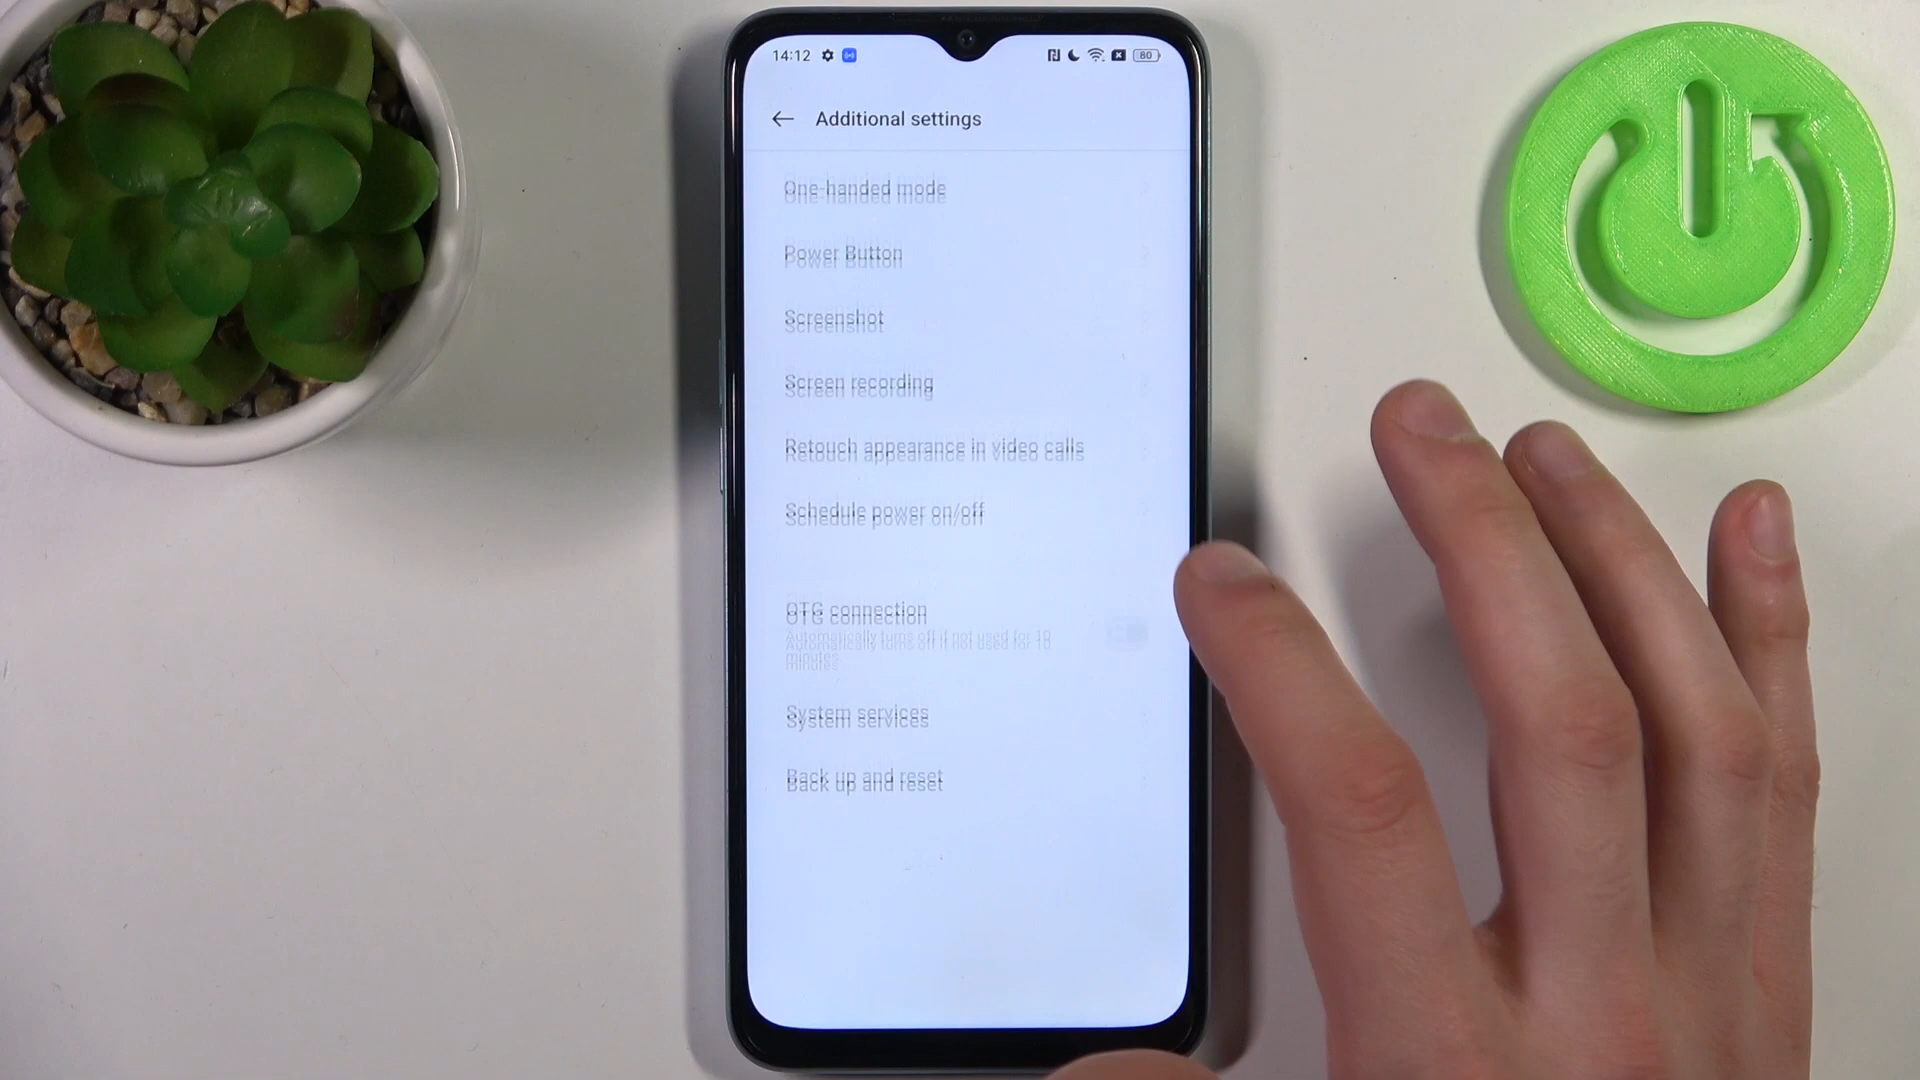 14:12
80
Additional settings
One-handed mode
Power Button
Screenshot
Screen recording
Retouch appearance in video calls
Schedule power on/off
OTG connection
Automatically turns off if not used for 10
minutes.
System services
Back up and reset